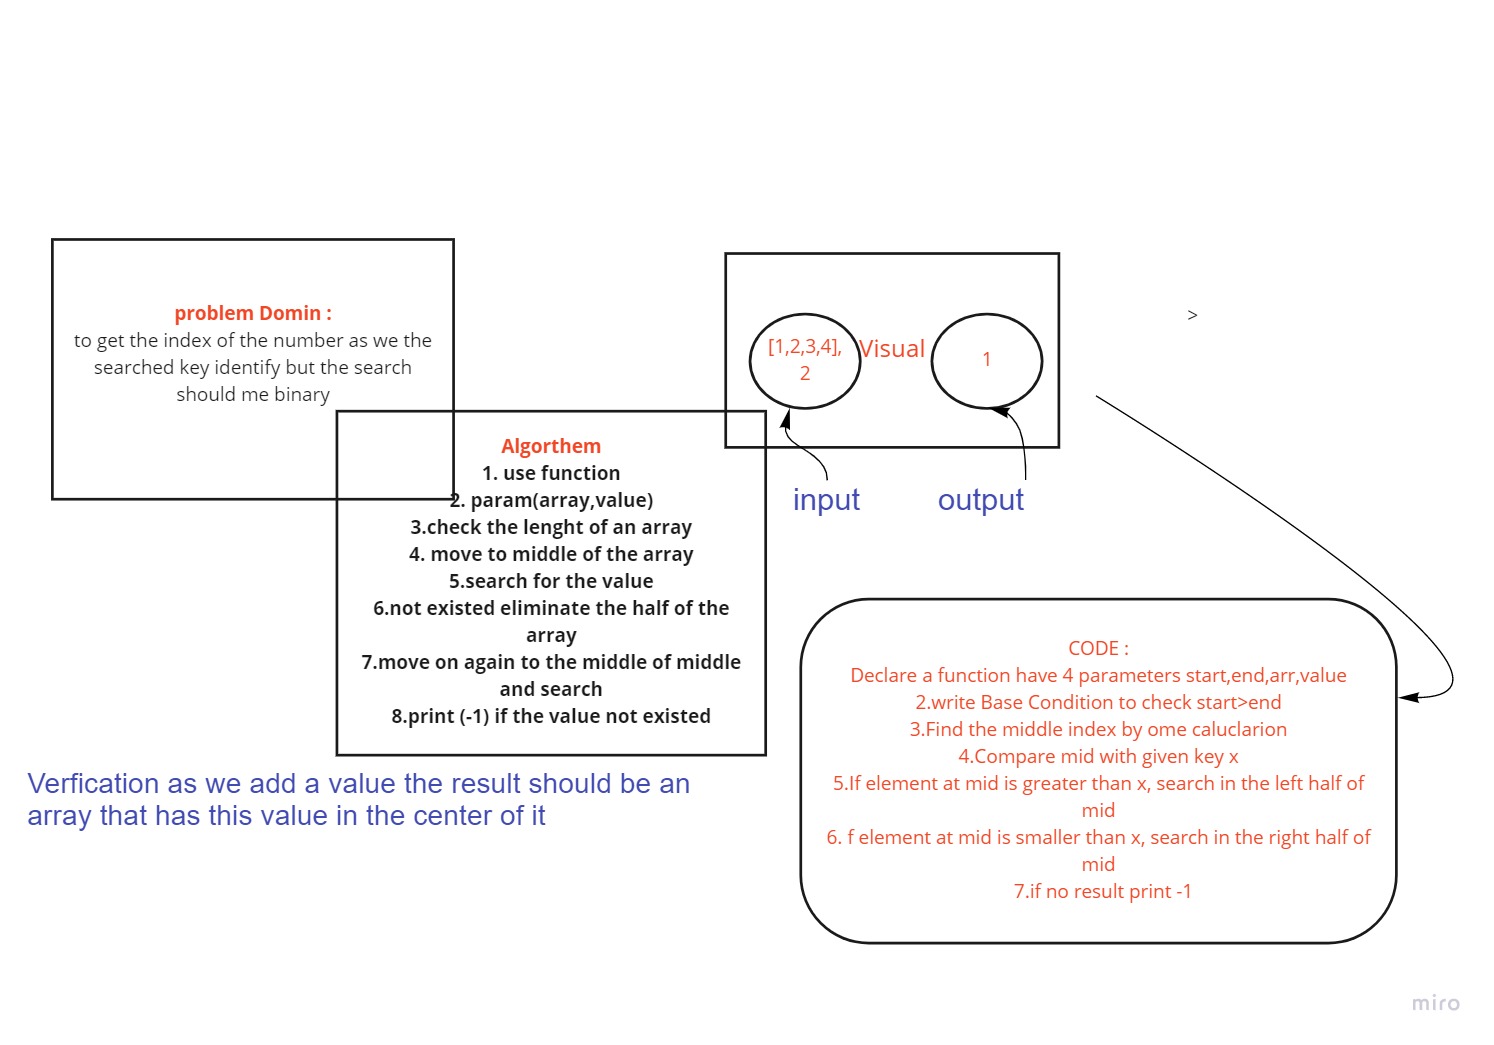 problem Domin :
to get the index of the number as we the
searched key identify but the search
should me binary
Algorthem
1. use function
2. param(array,value)
3.check the lenght of an array
4. move to middle of the array
5.search for the value
6.not existed eliminate the half of the
array
7.move on again to the middle of middle
and search
8.print (-1) if the value not existed
Verfication as we add a value the result should be an
array that has this value in the center of it
[1,2,3,4],
2
Visual
1
>
input
output
CODE :
Declare a function have 4 parameters start,end,arr,value
2.write Base Condition to check start>end
3.Find the middle index by ome caluclarion
4.Compare mid with given key x
5.If element at mid is greater than x, search in the left half of
mid
6. f element at mid is smaller than x, search in the right half of
mid
7.if no result print -1
miro